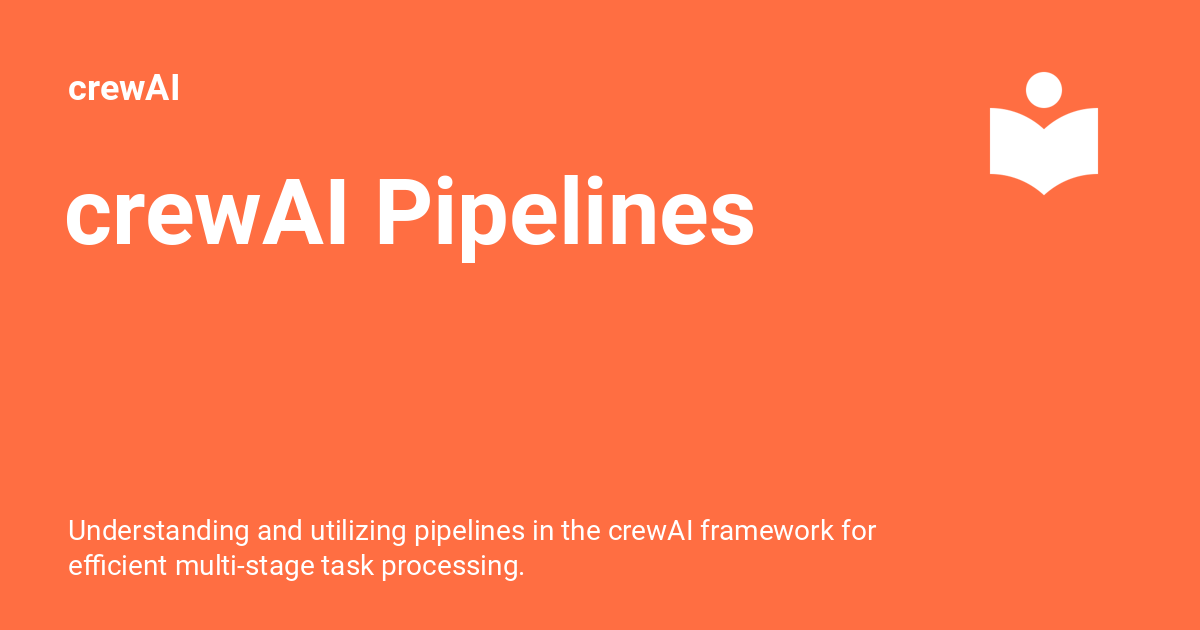 crewAI
crewAI Pipelines
Understanding and utilizing pipelines in the crewAI framework for
efficient multi-stage task processing.